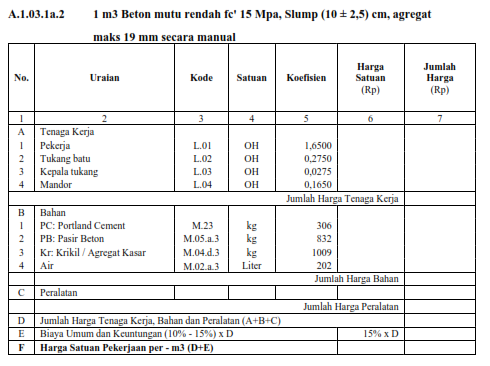 A.1.03.1a.2 1 m3 Beton mutu rendah fc' 15 Mpa, Slump (10 ± 2,5) cm, agregat
maks 19 mm secara manual
No. Uraian Kode Satuan Koefisien Harga Satuan (Rp) Jumlah Harga (Rp)
1 2 3 4 5 6 7
A Tenaga Kerja
1 Pekerja L.01 OH 1,6500
2 Tukang batu L.02 OH 0,2750
3 Kepala tukang L.03 OH 0,0275
4 Mandor L.04 OH 0,1650
Jumlah Harga Tenaga Kerja
B Bahan
1 PC: Portland Cement M.23 kg 306
2 PB: Pasir Beton M.05.a.3 kg 832
3 Kr: Krikil / Agregat Kasar M.04.d.3 kg 1009
4 Air M.02.a.3 Liter 202
Jumlah Harga Bahan
C Peralatan
Jumlah Harga Peralatan
D Jumlah Harga Tenaga Kerja, Bahan dan Peralatan (A+B+C)
E Biaya Umum dan Keuntungan (10% - 15%) x D 15% x D
F Harga Satuan Pekerjaan per - m3 (D+E)